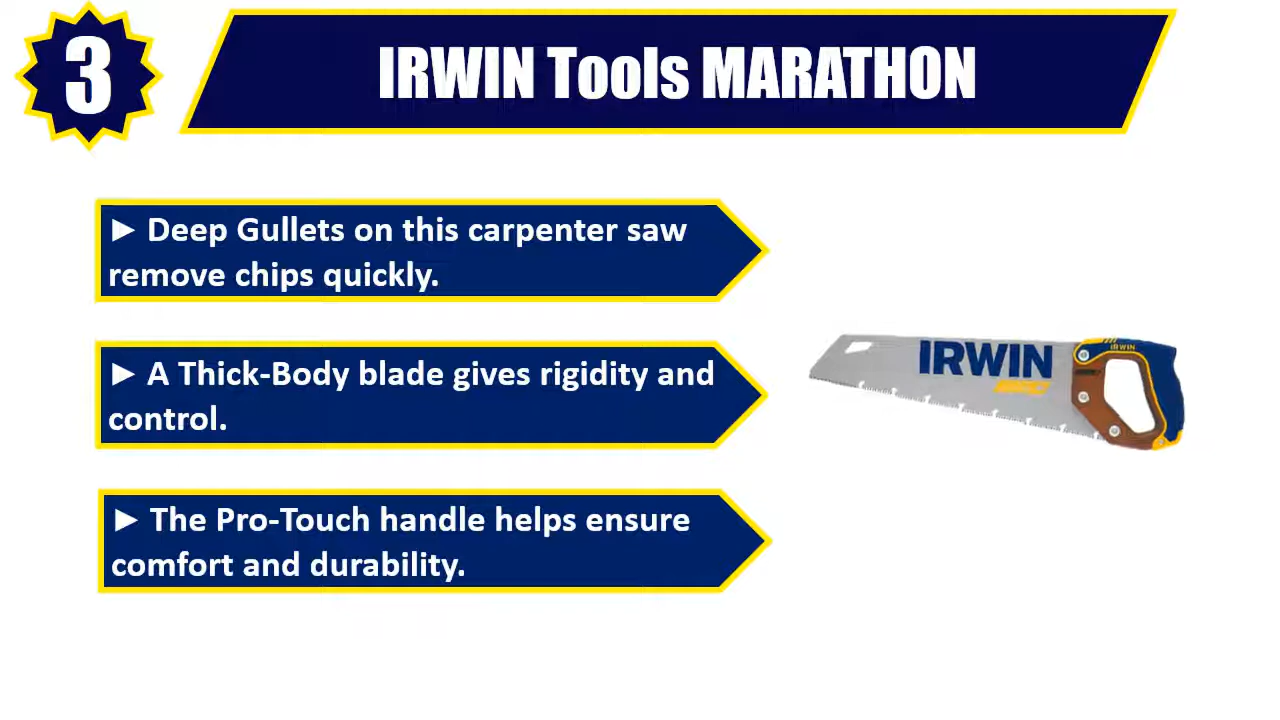 3
IRWIN Tools MARATHON
► Deep Gullets on this carpenter saw
remove chips quickly.
► A Thick-Body blade gives rigidity and
control.
► The Pro-Touch handle helps ensure
comfort and durability.
IRWIN
IRWIN